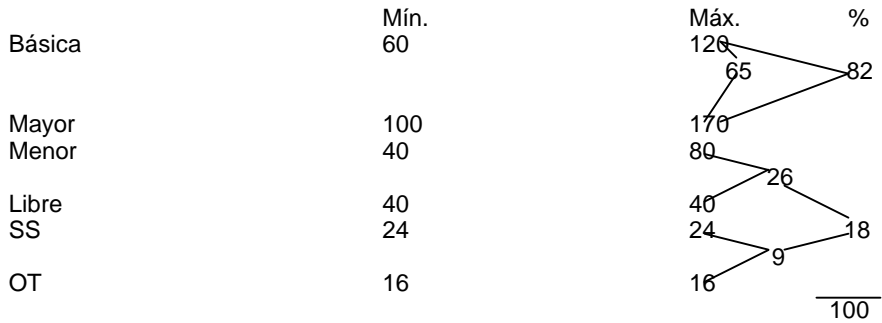 Mín. Máx. %
Básica 60 120
65 82
Mayor 100 170
Menor 40 80
26
Libre 40 40
SS 24 24 18
9
OT 16 16
100